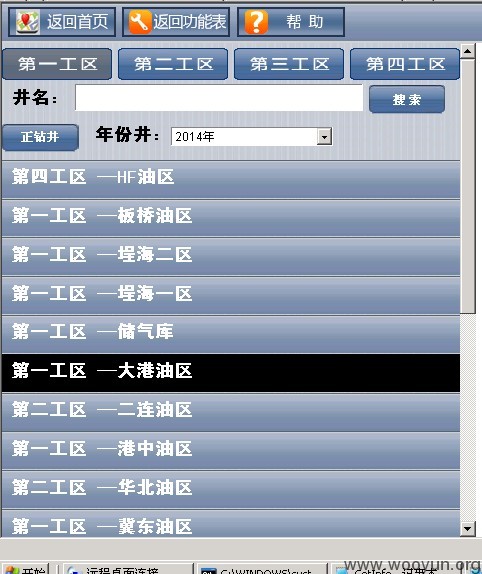 返回首页 返回功能表 帮 助
第一工区 第二工区 第三工区 第四工区
井名： 搜索
正钻井 年份井： 2014年
第四工区 —HF油区
第一工区 —板桥油区
第一工区 —埕海二区
第一工区 —埕海一区
第一工区 —储气库
第一工区 —大港油区
第二工区 —二连油区
第一工区 —港中油区
第二工区 —华北油区
第一工区 —冀东油区
www.wooyun.org
开始 远程桌面连接 C:\WINDOWS\syst